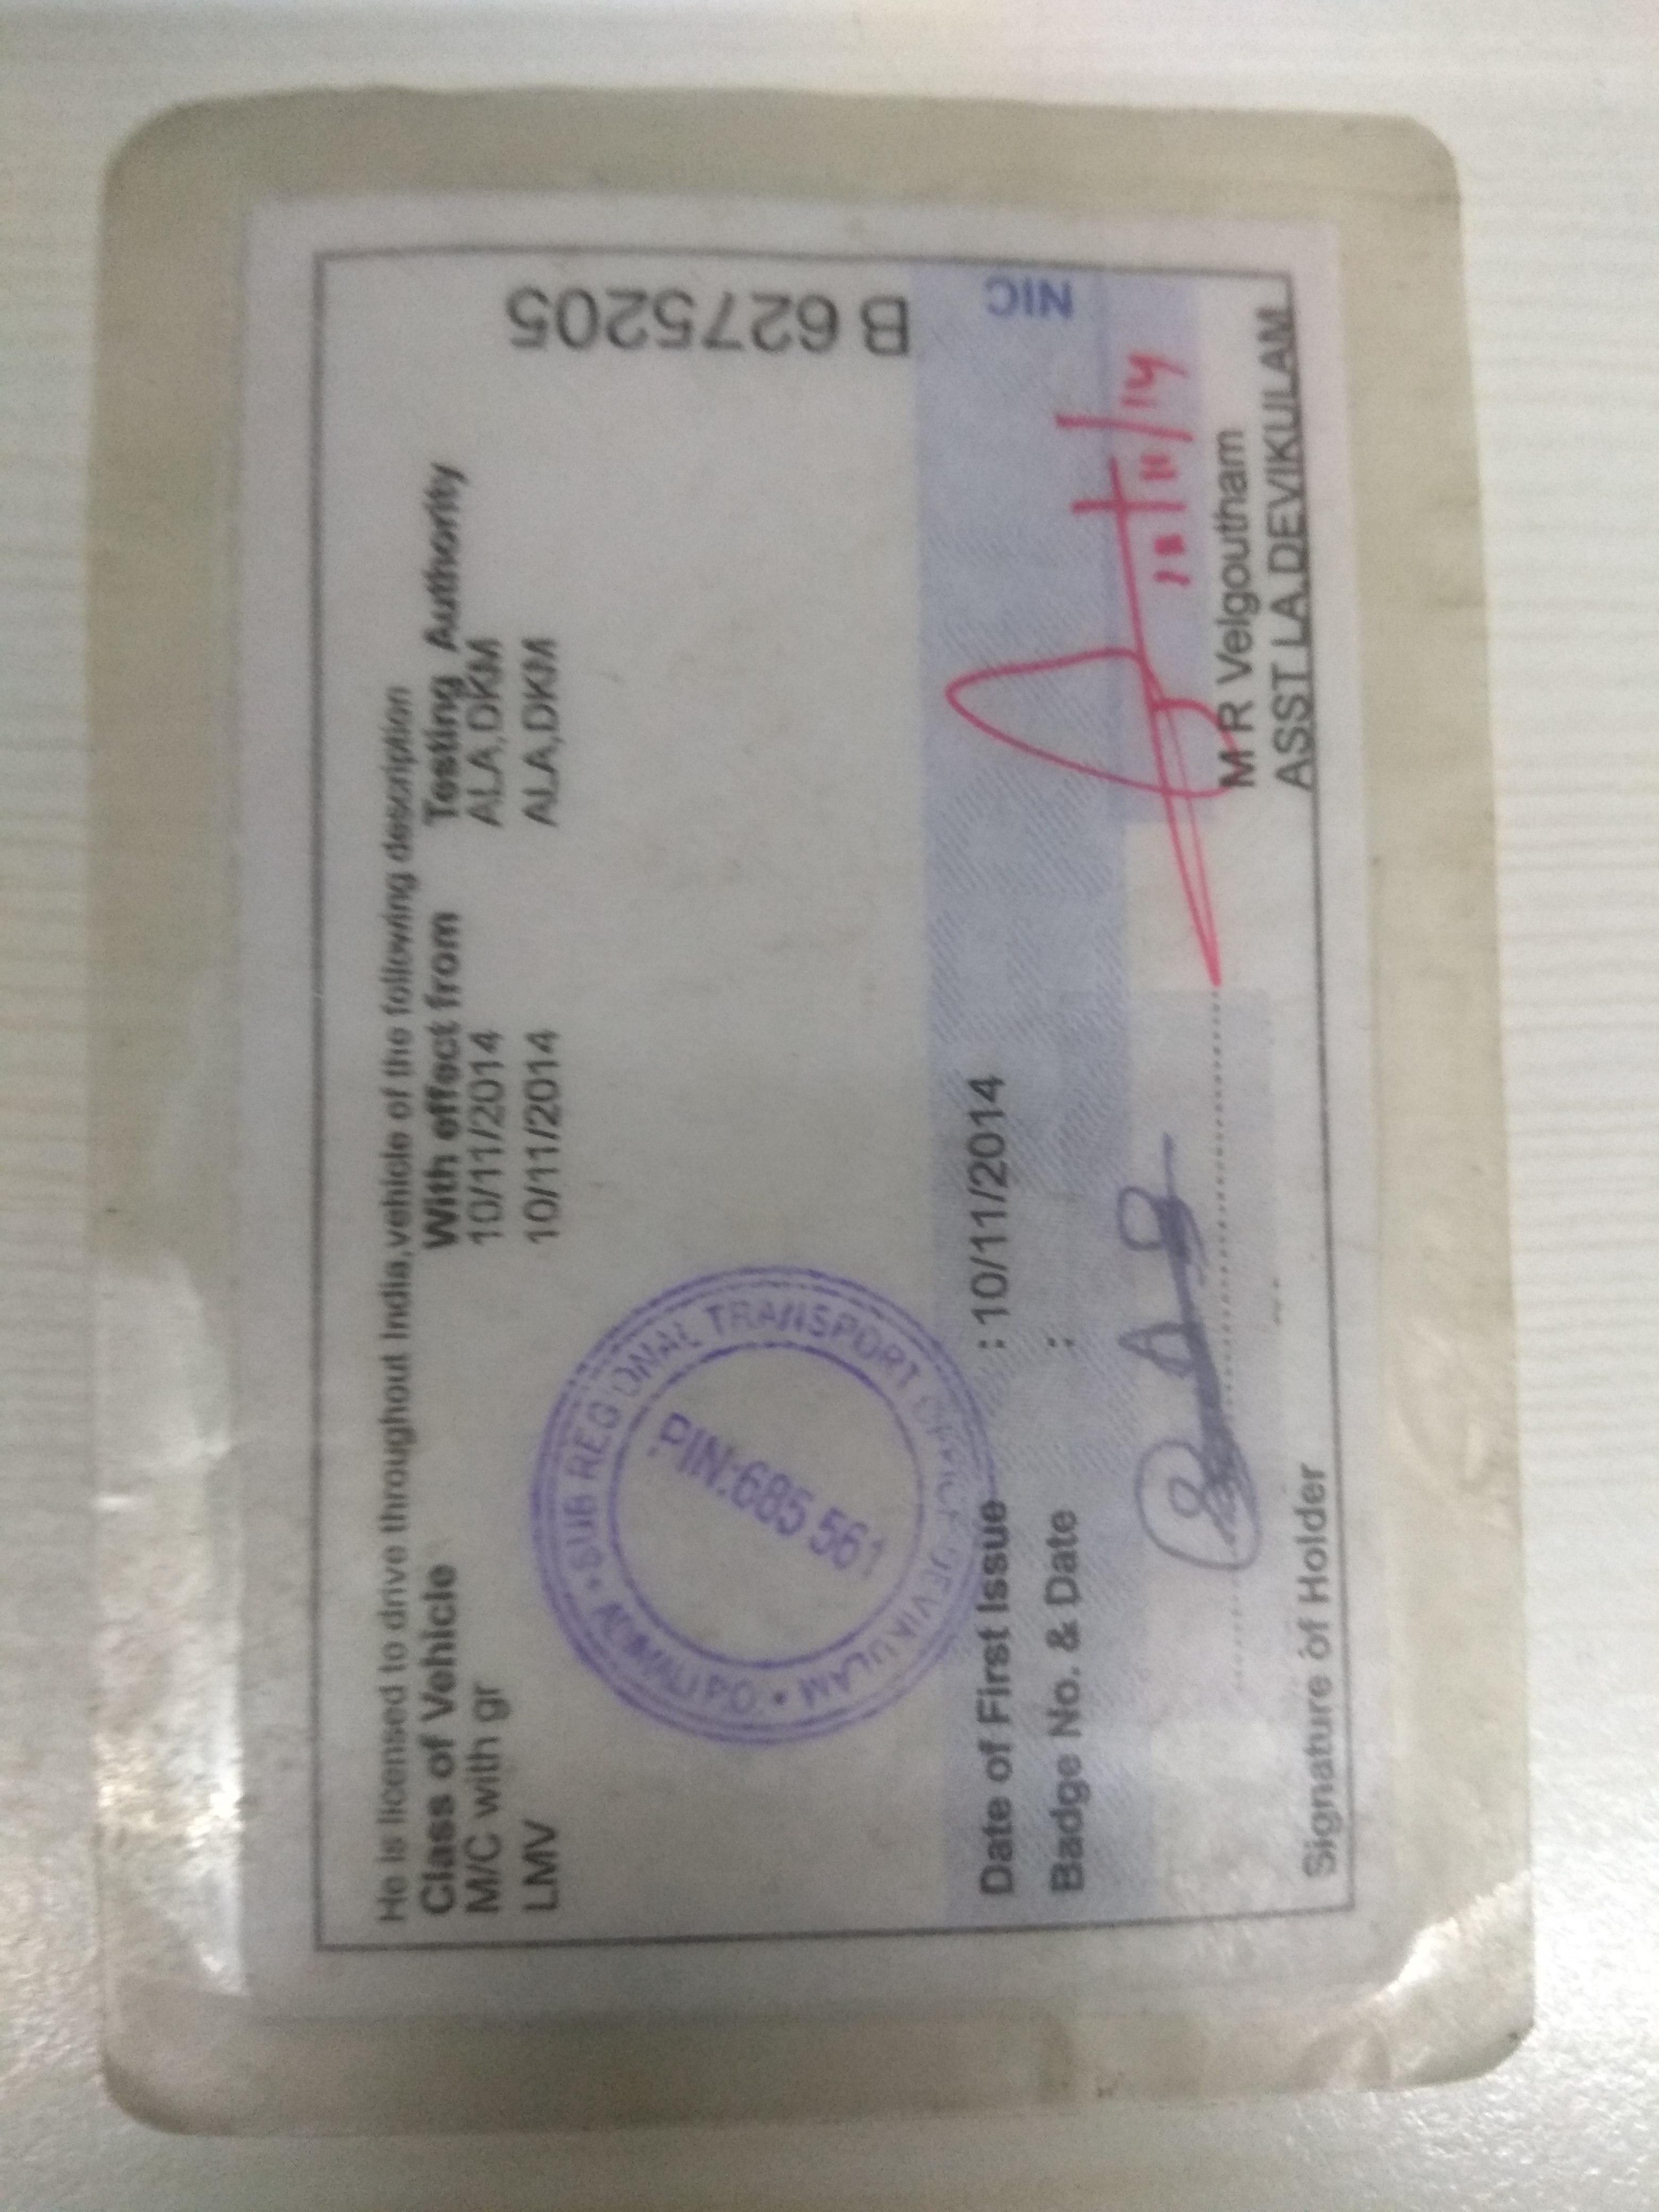 He is licensed to drive throughout India,vehicle of the following description
Class of Vehicle With effect from Testing Authority
M/C with gr 10/11/2014 ALA,DKM
LMV 10/11/2014 ALA,DKM
B 6275205
SUB REGIONAL TRANSPORT OFFICE DEVIKULAM • ADIMALI P.O. •
PIN:685 561
Date of First Issue : 10/11/2014
Badge No. & Date :
NIC
M R Velgoutham
ASST LA,DEVIKULAM
Signature of Holder